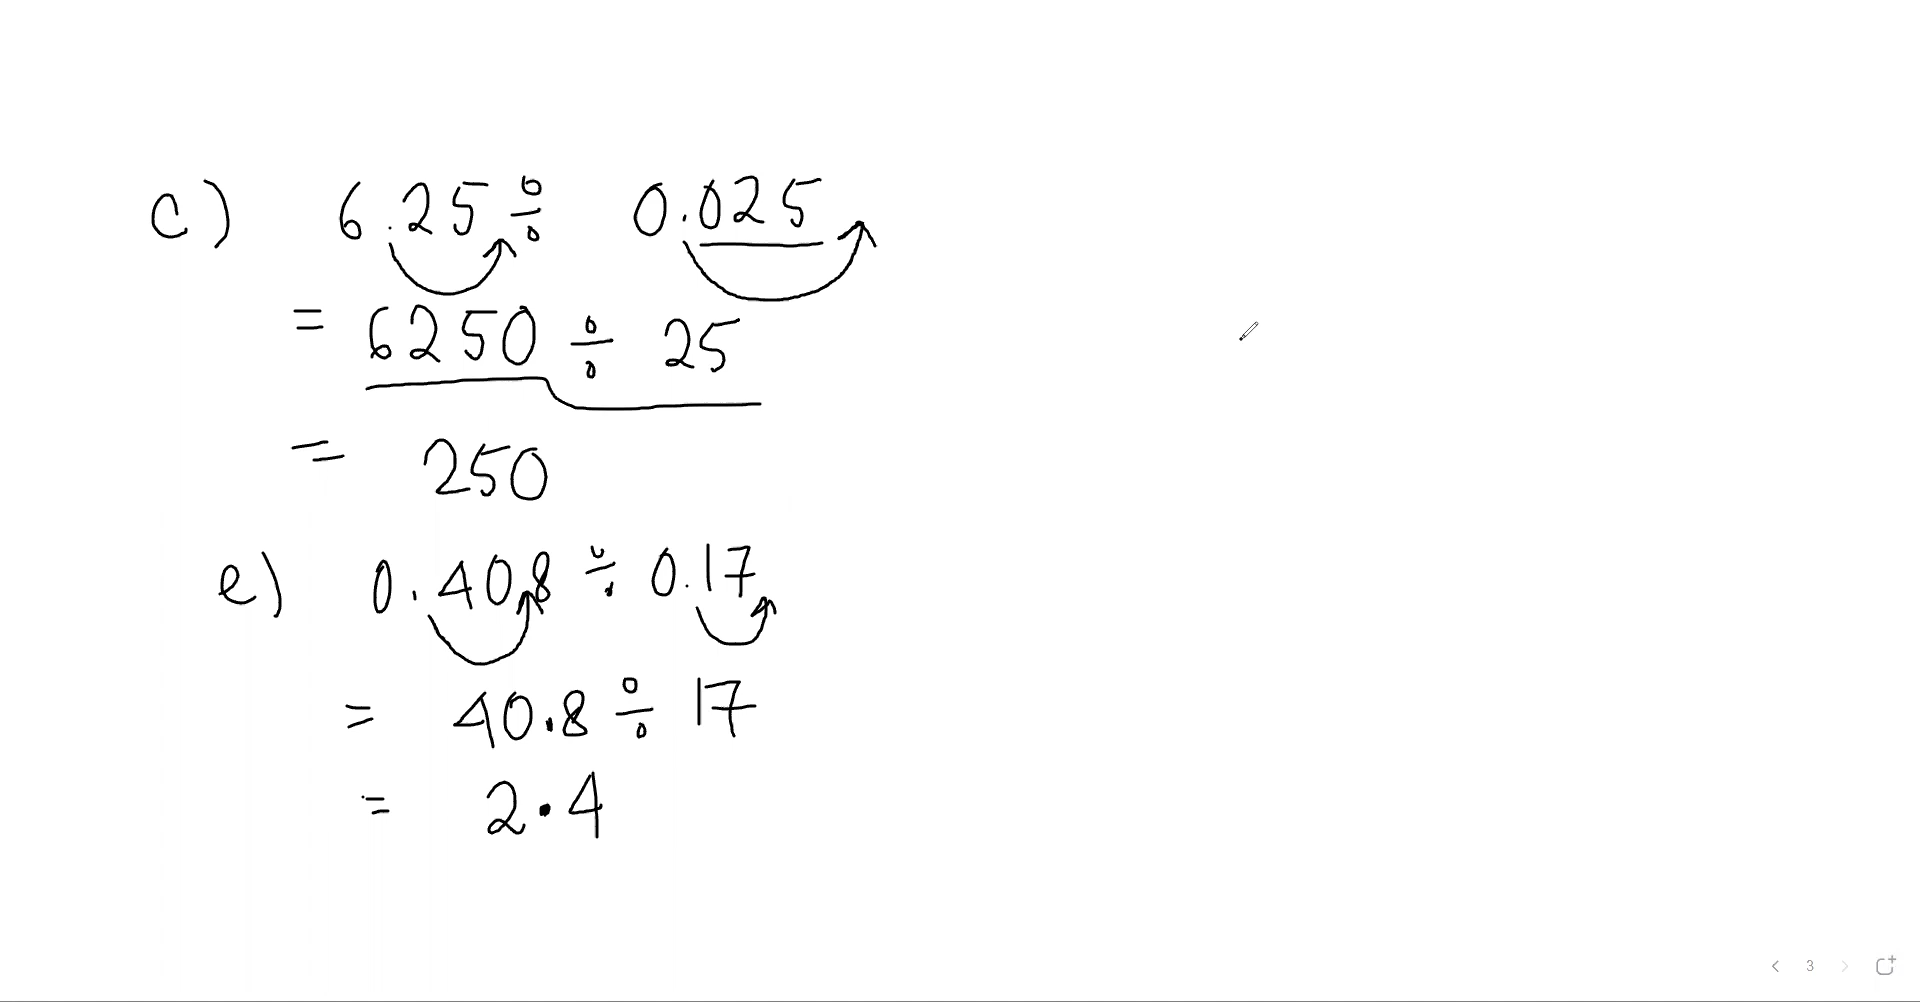 c) 6.25 ÷ 0.025
= 6250 ÷ 25
= 250
e) 0.408 ÷ 0.17
= 40.8 ÷ 17
= 2.4
3